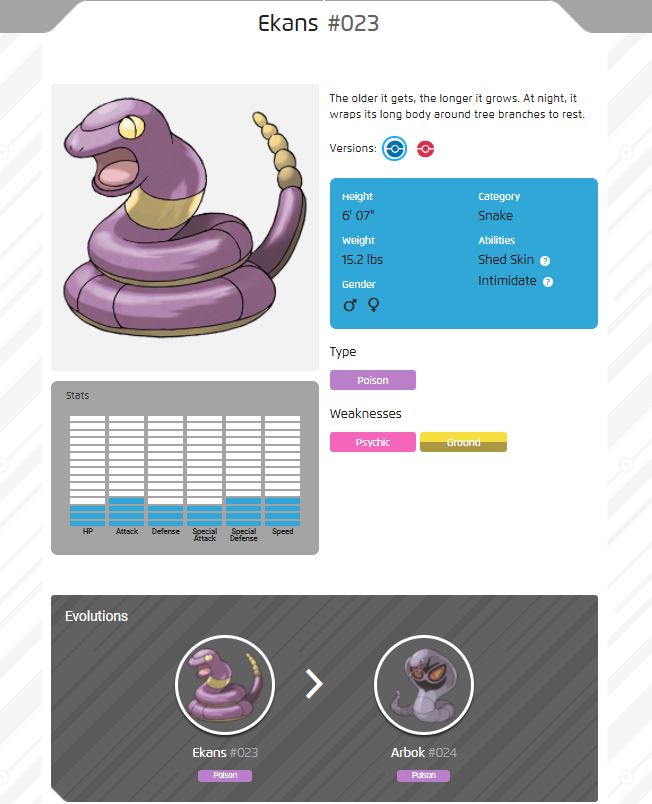 Ekans #023
The older it gets, the longer it grows. At night, it
wraps its long body around tree branches to rest.
Versions:
Height
6' 07"
Weight
15.2 lbs
Gender
Category
Snake
Abilities
Shed Skin ?
Intimidate ?
Type
Poison
Weaknesses
Psychic
Ground
Stats
HP
Attack
Defense
Special
Attack
Special
Defense
Speed
Evolutions
Ekans #023
Poison
Arbok #024
Poison